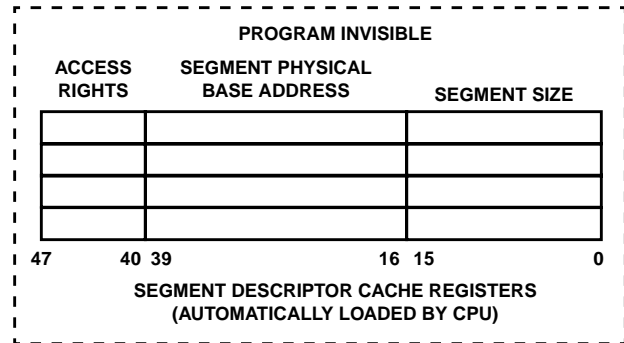 PROGRAM INVISIBLE
ACCESS RIGHTS
SEGMENT PHYSICAL BASE ADDRESS
SEGMENT SIZE
47 40 39 16 15 0
SEGMENT DESCRIPTOR CACHE REGISTERS
(AUTOMATICALLY LOADED BY CPU)